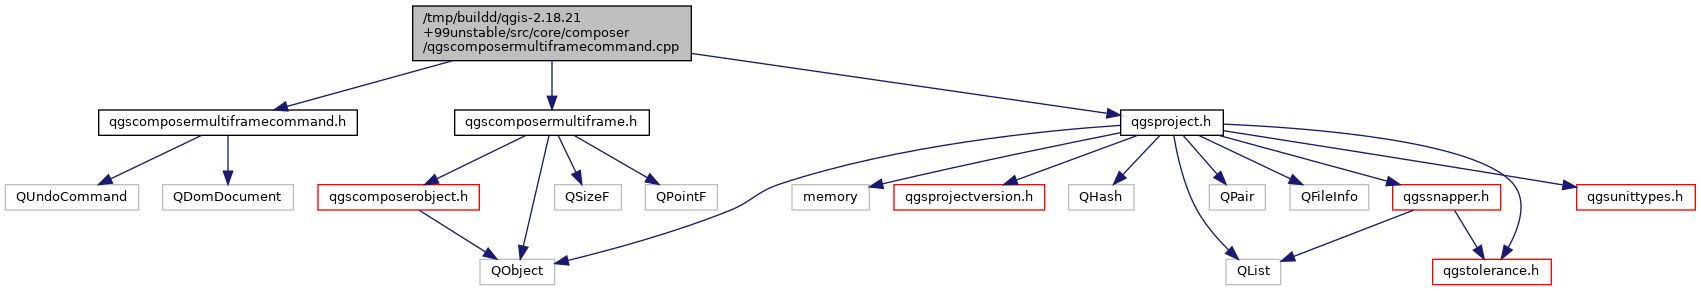 /tmp/buildd/qgis-2.18.21
+99unstable/src/core/composer
/qgscomposermultiframecommand.cpp
qgscomposermultiframecommand.h
qgscomposermultiframe.h
qgsproject.h
QUndoCommand
QDomDocument
qgscomposerobject.h
QSizeF
QPointF
memory
qgsprojectversion.h
QHash
QPair
QFileInfo
qgssnapper.h
qgsunittypes.h
QObject
QList
qgstolerance.h